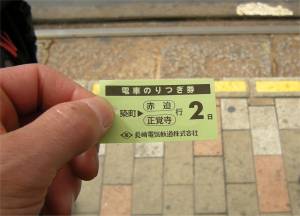 電車のりつぎ券
築町▶赤迫 正覚寺行 2日
長崎電気軌道株式会社